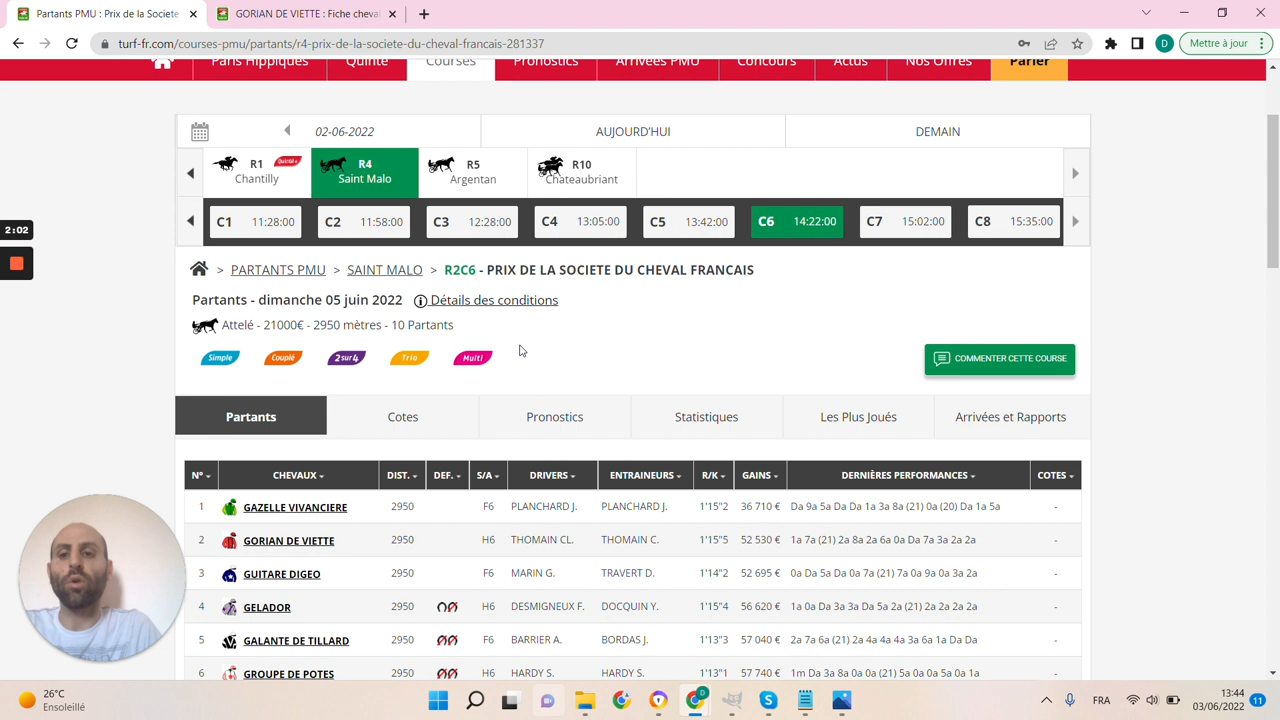 Partants PMU : Prix de la Societe
GORIAN DE VIETTE : Fiche cheval
turf-fr.com/courses-pmu/partants/r4-prix-de-la-societe-du-cheval-francais-281337
D
Mettre à jour
Paris Hippiques
Quinté
Courses
Pronostics
Arrivées PMU
Concours
Actus
Nos Offres
Parier
02-06-2022
AUJOURD'HUI
DEMAIN
R1
Quinté+
Chantilly
R4
Saint Malo
R5
Argentan
R10
Chateaubriant
2:02
C1 11:28:00
C2 11:58:00
C3 12:28:00
C4 13:05:00
C5 13:42:00
C6 14:22:00
C7 15:02:00
C8 15:35:00
> PARTANTS PMU > SAINT MALO > R2C6 - PRIX DE LA SOCIETE DU CHEVAL FRANCAIS
Partants - dimanche 05 juin 2022 Détails des conditions
Attelé - 21000€ - 2950 mètres - 10 Partants
Simple Couplé 2sur4 Trio Multi
COMMENTER CETTE COURSE
Partants Cotes Pronostics Statistiques Les Plus Joués Arrivées et Rapports
N° CHEVAUX DIST. DEF. S/A DRIVERS ENTRAINEURS R/K GAINS DERNIÈRES PERFORMANCES COTES
1 GAZELLE VIVANCIERE 2950 F6 PLANCHARD J. PLANCHARD J. 1'15"2 36 710 € Da 9a 5a Da Da 1a 3a 8a (21) 0a (20) Da 1a 5a -
2 GORIAN DE VIETTE 2950 H6 THOMAIN CL. THOMAIN C. 1'15"5 52 530 € 1a 7a (21) 2a 8a 2a 6a 0a Da 7a 3a 2a 2a -
3 GUITARE DIGEO 2950 F6 MARIN G. TRAVERT D. 1'14"2 52 695 € 0a Da 5a Da 0a 7a (21) 7a 0a 9a 0a 3a 2a -
4 GELADOR 2950 H6 DESMIGNEUX F. DOCQUIN Y. 1'15"4 56 620 € 1a 0a Da 3a 3a Da 5a 2a (21) 2a 2a 2a 2a -
5 GALANTE DE TILLARD 2950 F6 BARRIER A. BORDAS J. 1'13"3 57 040 € 2a 7a 6a (21) 2a 4a 4a 4a 3a 6a 1a Da Da -
6 GROUPE DE POTES 2950 H6 HARDY S. HARDY S. 1'13"1 57 740 € 1m Da 3a 8a 0a 0a (21) 5a 0a 0a 5a 0a 1a -
26°C
Ensoleillé
FRA
13:44
03/06/2022
11